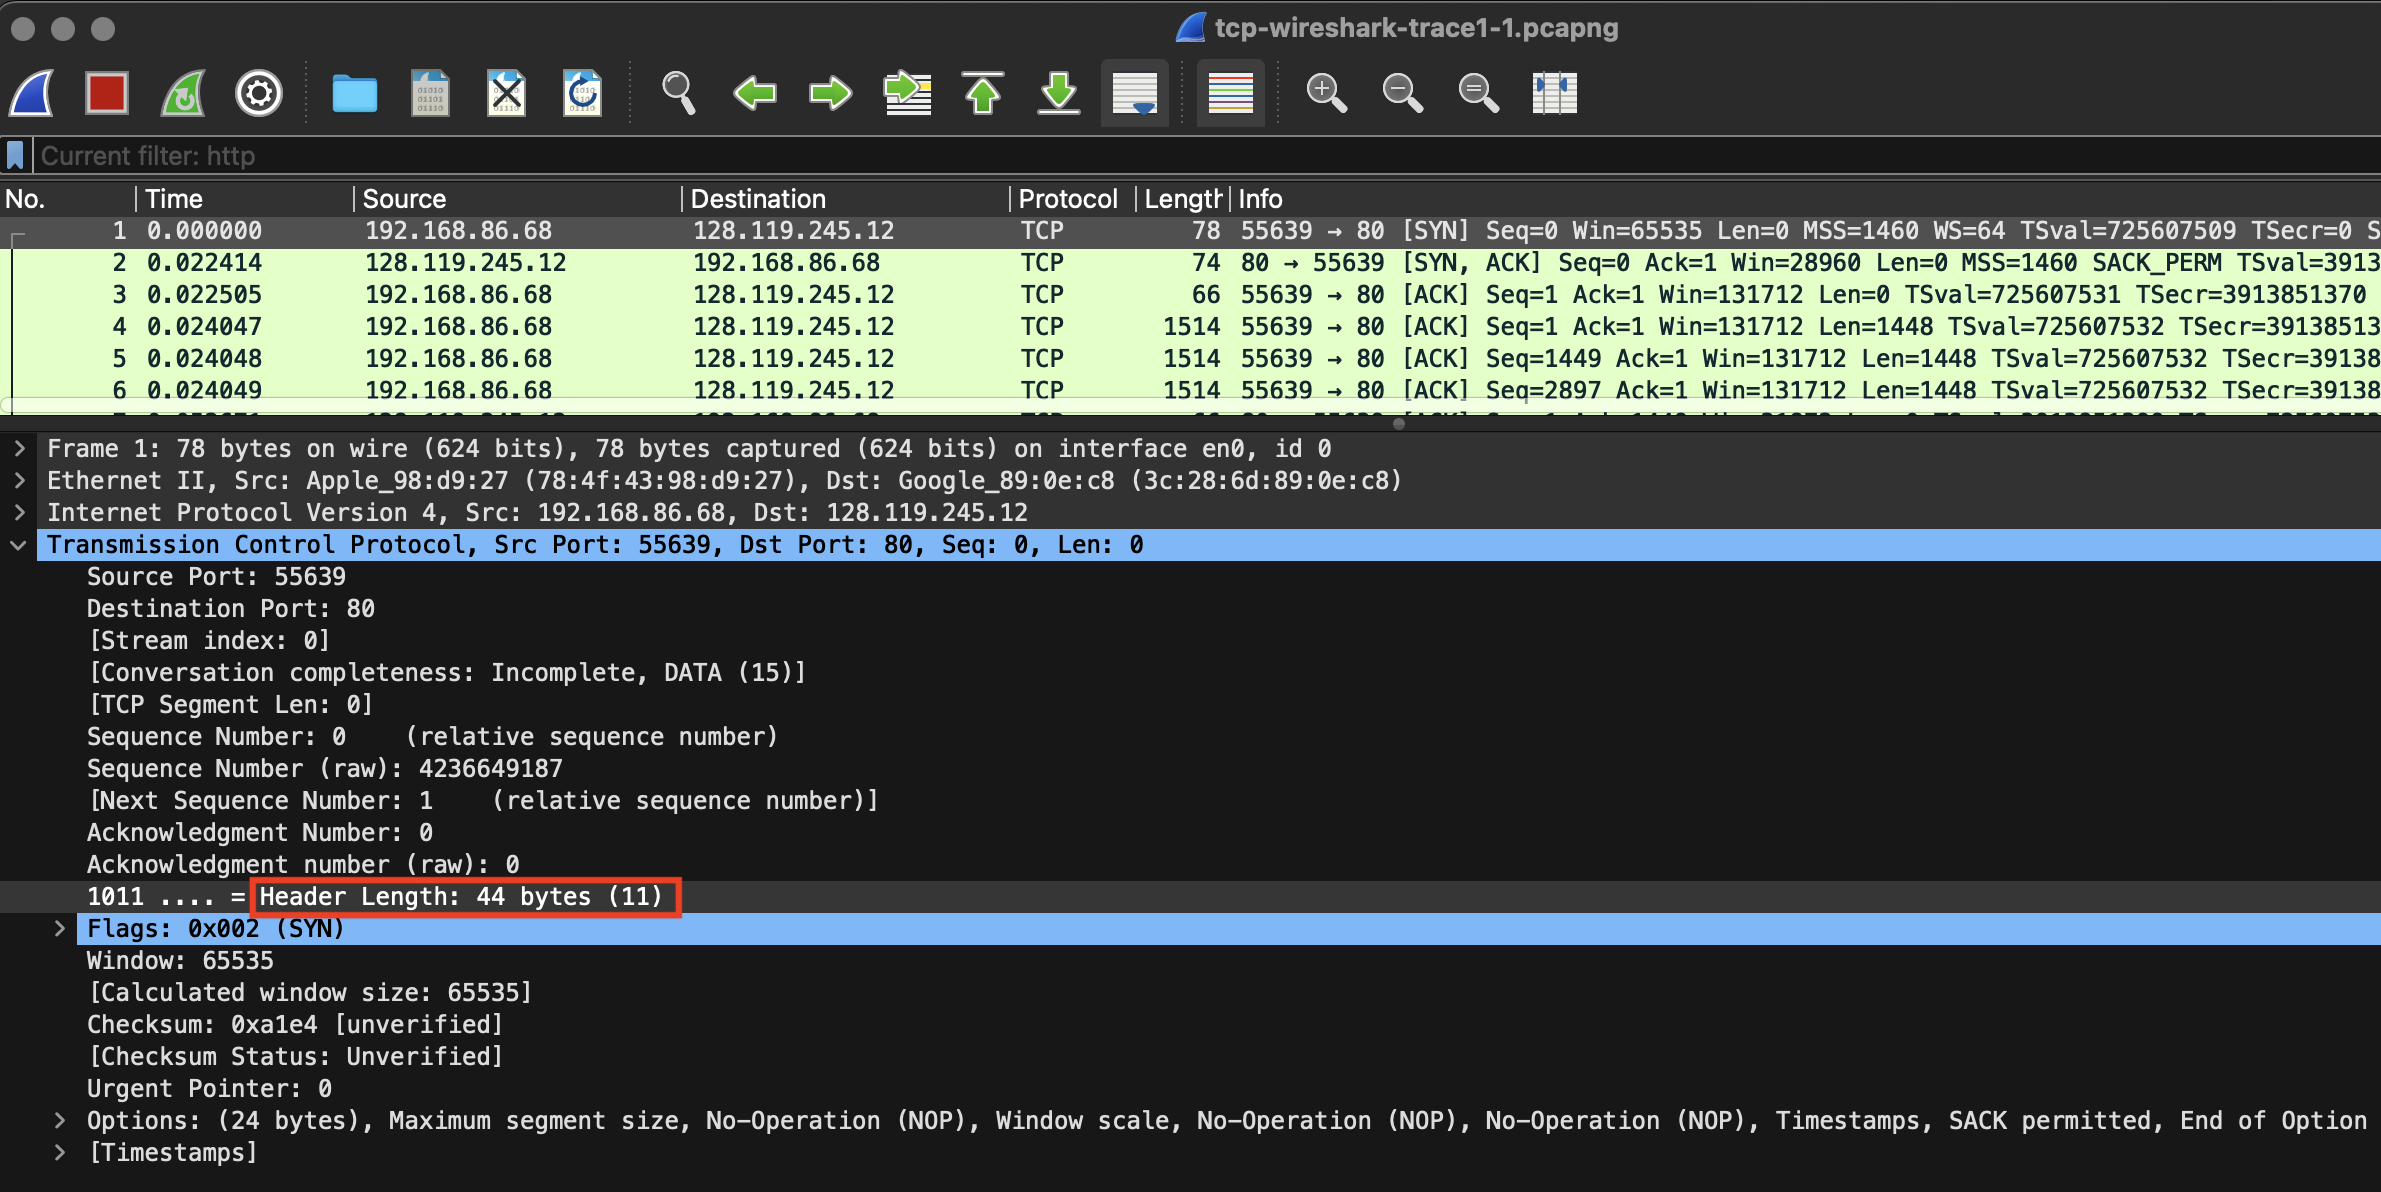 tcp-wireshark-trace1-1.pcapng
Current filter: http
No. Time Source Destination Protocol Length Info
1 0.000000 192.168.86.68 128.119.245.12 TCP 78 55639 → 80 [SYN] Seq=0 Win=65535 Len=0 MSS=1460 WS=64 TSval=725607509 TSecr=0 S
2 0.022414 128.119.245.12 192.168.86.68 TCP 74 80 → 55639 [SYN, ACK] Seq=0 Ack=1 Win=28960 Len=0 MSS=1460 SACK_PERM TSval=3913
3 0.022505 192.168.86.68 128.119.245.12 TCP 66 55639 → 80 [ACK] Seq=1 Ack=1 Win=131712 Len=0 TSval=725607531 TSecr=3913851370
4 0.024047 192.168.86.68 128.119.245.12 TCP 1514 55639 → 80 [ACK] Seq=1 Ack=1 Win=131712 Len=1448 TSval=725607532 TSecr=39138513
5 0.024048 192.168.86.68 128.119.245.12 TCP 1514 55639 → 80 [ACK] Seq=1449 Ack=1 Win=131712 Len=1448 TSval=725607532 TSecr=39138
6 0.024049 192.168.86.68 128.119.245.12 TCP 1514 55639 → 80 [ACK] Seq=2897 Ack=1 Win=131712 Len=1448 TSval=725607532 TSecr=39138
Frame 1: 78 bytes on wire (624 bits), 78 bytes captured (624 bits) on interface en0, id 0
Ethernet II, Src: Apple_98:d9:27 (78:4f:43:98:d9:27), Dst: Google_89:0e:c8 (3c:28:6d:89:0e:c8)
Internet Protocol Version 4, Src: 192.168.86.68, Dst: 128.119.245.12
Transmission Control Protocol, Src Port: 55639, Dst Port: 80, Seq: 0, Len: 0
Source Port: 55639
Destination Port: 80
[Stream index: 0]
[Conversation completeness: Incomplete, DATA (15)]
[TCP Segment Len: 0]
Sequence Number: 0    (relative sequence number)
Sequence Number (raw): 4236649187
[Next Sequence Number: 1    (relative sequence number)]
Acknowledgment Number: 0
Acknowledgment number (raw): 0
1011 .... = Header Length: 44 bytes (11)
Flags: 0x002 (SYN)
Window: 65535
[Calculated window size: 65535]
Checksum: 0xa1e4 [unverified]
[Checksum Status: Unverified]
Urgent Pointer: 0
Options: (24 bytes), Maximum segment size, No-Operation (NOP), Window scale, No-Operation (NOP), No-Operation (NOP), Timestamps, SACK permitted, End of Option
[Timestamps]